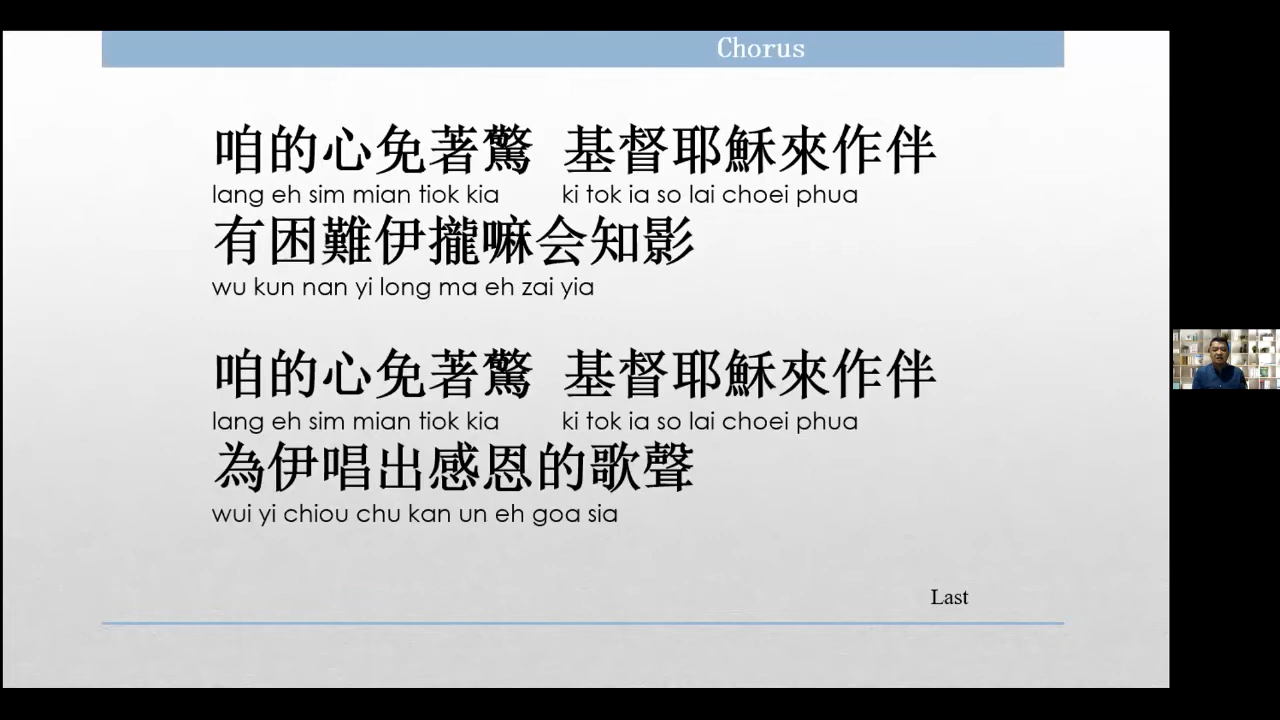 Chorus
咱的心免著驚 基督耶穌來作伴
lang eh sim mian tiok kia ki tok ia so lai choei phua
有困難伊攏嘛会知影
wu kun nan yi long ma eh zai yia
咱的心免著驚 基督耶穌來作伴
lang eh sim mian tiok kia ki tok ia so lai choei phua
為伊唱出感恩的歌聲
wui yi chiou chu kan un eh goa sia
Last